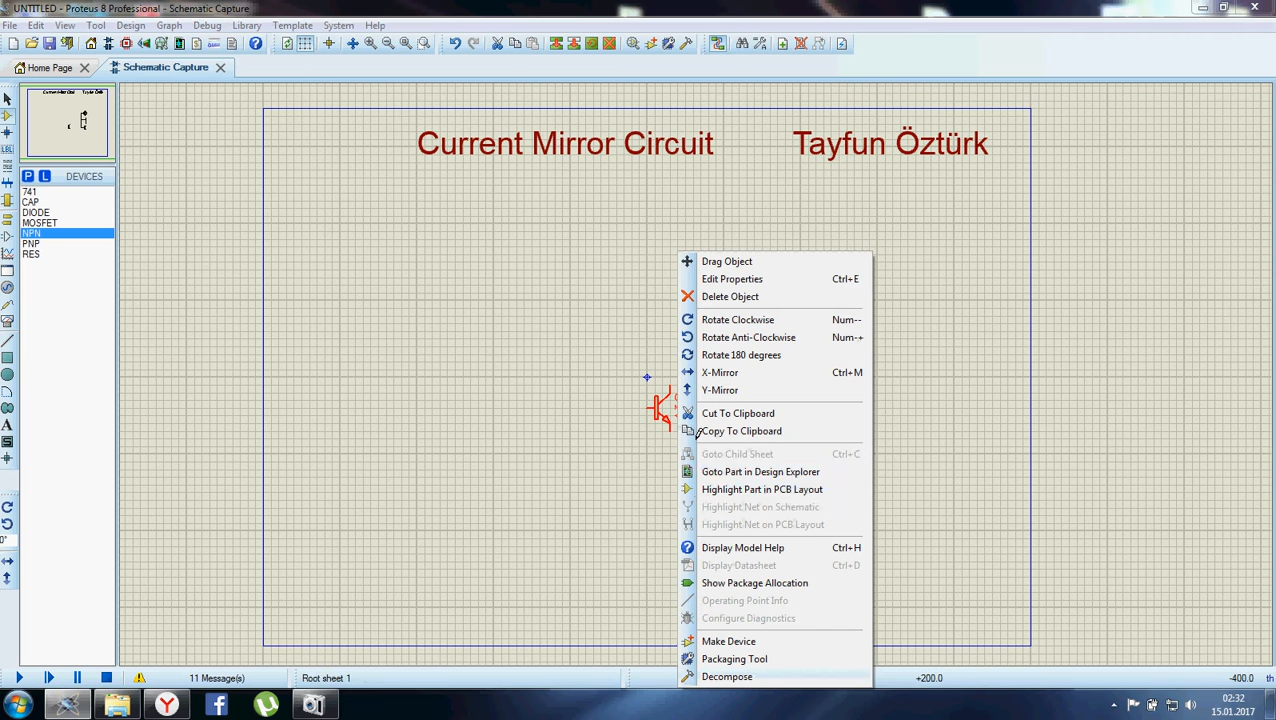 UNTITLED - Proteus 8 Professional - Schematic Capture
File Edit View Tool Design Graph Debug Library Template System Help
Home Page Schematic Capture
Current Mirror Circuit Tayfun Öztürk
P L DEVICES
741
CAP
DIODE
MOSFET
NPN
PNP
RES
LBL
A
0°
Drag Object
Edit Properties Ctrl+E
Delete Object
Rotate Clockwise Num--
Rotate Anti-Clockwise Num-+
Rotate 180 degrees
X-Mirror Ctrl+M
Y-Mirror
Cut To Clipboard
Copy To Clipboard
Goto Child Sheet Ctrl+C
Goto Part in Design Explorer
Highlight Part in PCB Layout
Highlight Net on Schematic
Highlight Net on PCB Layout
Display Model Help Ctrl+H
Display Datasheet Ctrl+D
Show Package Allocation
Operating Point Info
Configure Diagnostics
Make Device
Packaging Tool
Decompose
11 Message(s) Root sheet 1 +200.0 -400.0 th
02:32
15.01.2017